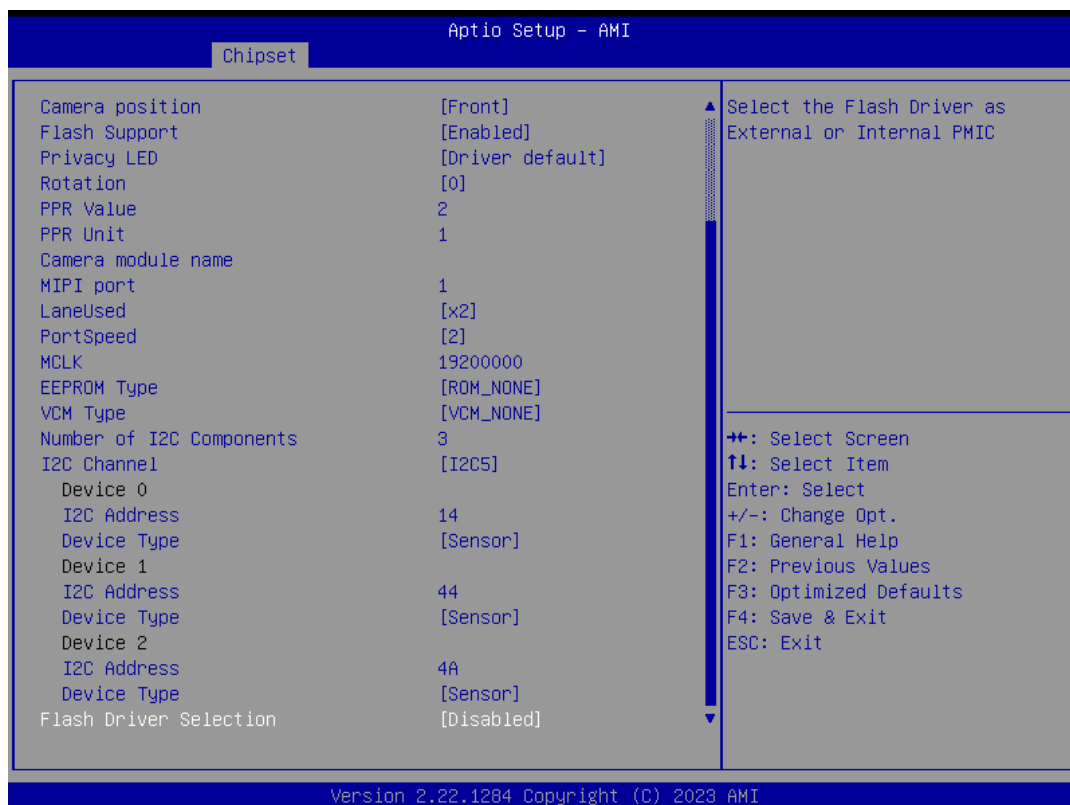 Aptio Setup - AMI
Chipset
Camera position [Front]
Flash Support [Enabled]
Privacy LED [Driver default]
Rotation [0]
PPR Value 2
PPR Unit 1
Camera module name
MIPI port 1
LaneUsed [x2]
PortSpeed [2]
MCLK 19200000
EEPROM Type [ROM_NONE]
VCM Type [VCM_NONE]
Number of I2C Components 3
I2C Channel [I2C5]
Device 0
I2C Address 14
Device Type [Sensor]
Device 1
I2C Address 44
Device Type [Sensor]
Device 2
I2C Address 4A
Device Type [Sensor]
Flash Driver Selection [Disabled]
Select the Flash Driver as
External or Internal PMIC
→←: Select Screen
↑↓: Select Item
Enter: Select
+/-: Change Opt.
F1: General Help
F2: Previous Values
F3: Optimized Defaults
F4: Save & Exit
ESC: Exit
Version 2.22.1284 Copyright (C) 2023 AMI